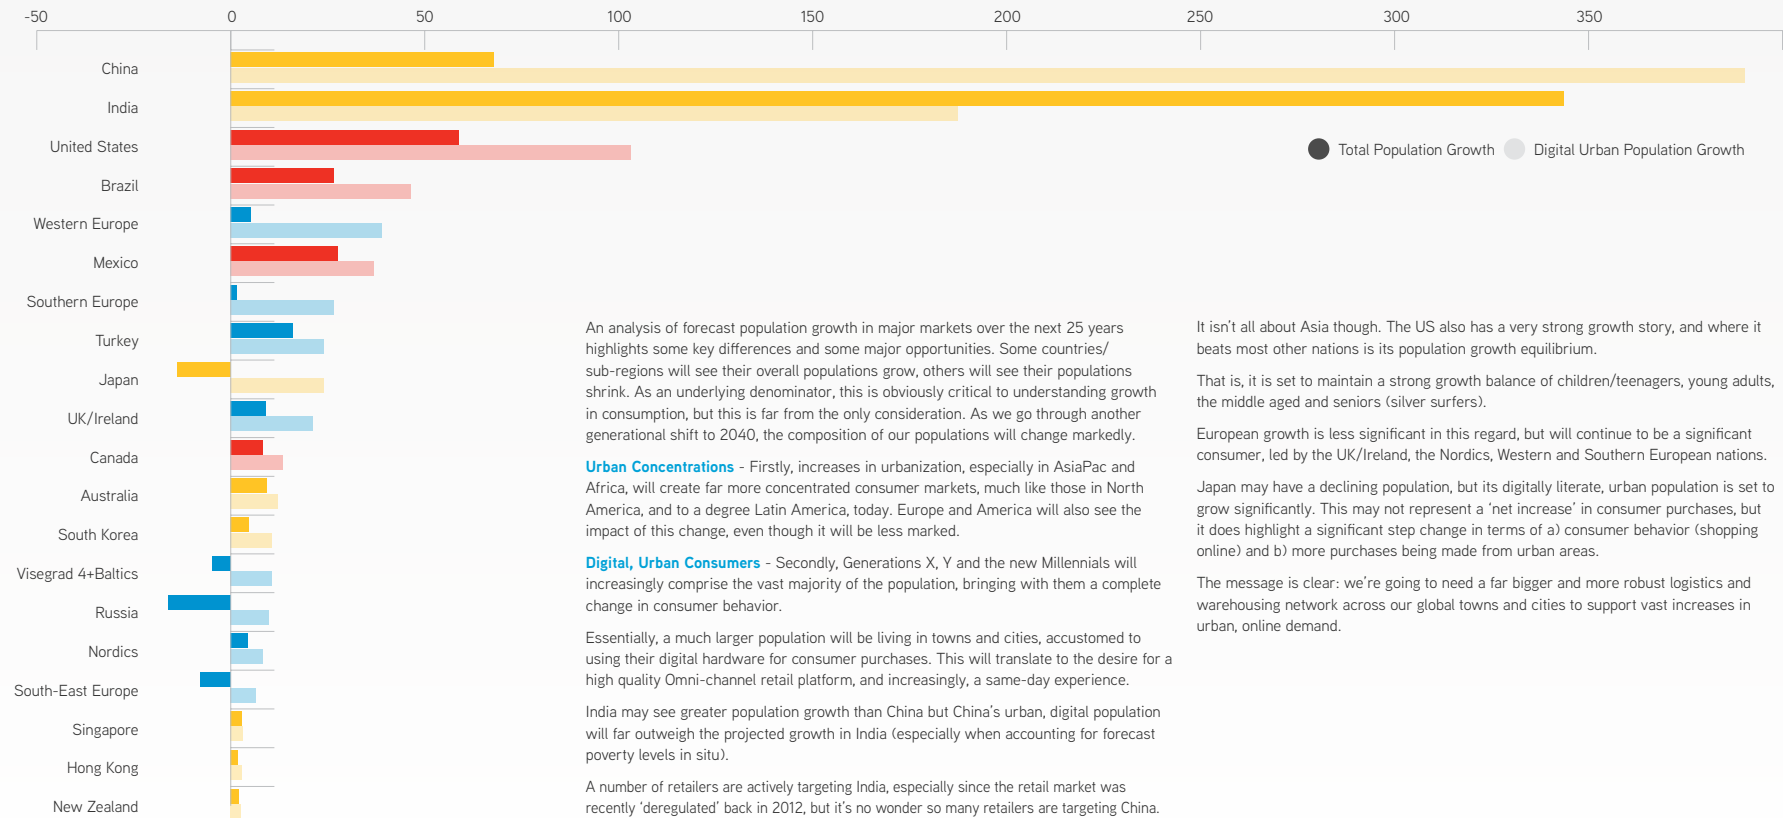 -50 0 50 100 150 200 250 300 350
China
India
United States
Brazil
Western Europe
Mexico
Southern Europe
Turkey
Japan
UK/Ireland
Canada
Australia
South Korea
Visegrad 4+Baltics
Russia
Nordics
South-East Europe
Singapore
Hong Kong
New Zealand
Total Population Growth Digital Urban Population Growth
An analysis of forecast population growth in major markets over the next 25 years
highlights some key differences and some major opportunities. Some countries/
sub-regions will see their overall populations grow, others will see their populations
shrink. As an underlying denominator, this is obviously critical to understanding growth
in consumption, but this is far from the only consideration. As we go through another
generational shift to 2040, the composition of our populations will change markedly.
Urban Concentrations - Firstly, increases in urbanization, especially in AsiaPac and
Africa, will create far more concentrated consumer markets, much like those in North
America, and to a degree Latin America, today. Europe and America will also see the
impact of this change, even though it will be less marked.
Digital, Urban Consumers - Secondly, Generations X, Y and the new Millennials will
increasingly comprise the vast majority of the population, bringing with them a complete
change in consumer behavior.
Essentially, a much larger population will be living in towns and cities, accustomed to
using their digital hardware for consumer purchases. This will translate to the desire for a
high quality Omni-channel retail platform, and increasingly, a same-day experience.
India may see greater population growth than China but China's urban, digital population
will far outweigh the projected growth in India (especially when accounting for forecast
poverty levels in situ).
A number of retailers are actively targeting India, especially since the retail market was
recently 'deregulated' back in 2012, but it's no wonder so many retailers are targeting China.
It isn't all about Asia though. The US also has a very strong growth story, and where it
beats most other nations is its population growth equilibrium.
That is, it is set to maintain a strong growth balance of children/teenagers, young adults,
the middle aged and seniors (silver surfers).
European growth is less significant in this regard, but will continue to be a significant
consumer, led by the UK/Ireland, the Nordics, Western and Southern European nations.
Japan may have a declining population, but its digitally literate, urban population is set to
grow significantly. This may not represent a 'net increase' in consumer purchases, but
it does highlight a significant step change in terms of a) consumer behavior (shopping
online) and b) more purchases being made from urban areas.
The message is clear: we're going to need a far bigger and more robust logistics and
warehousing network across our global towns and cities to support vast increases in
urban, online demand.